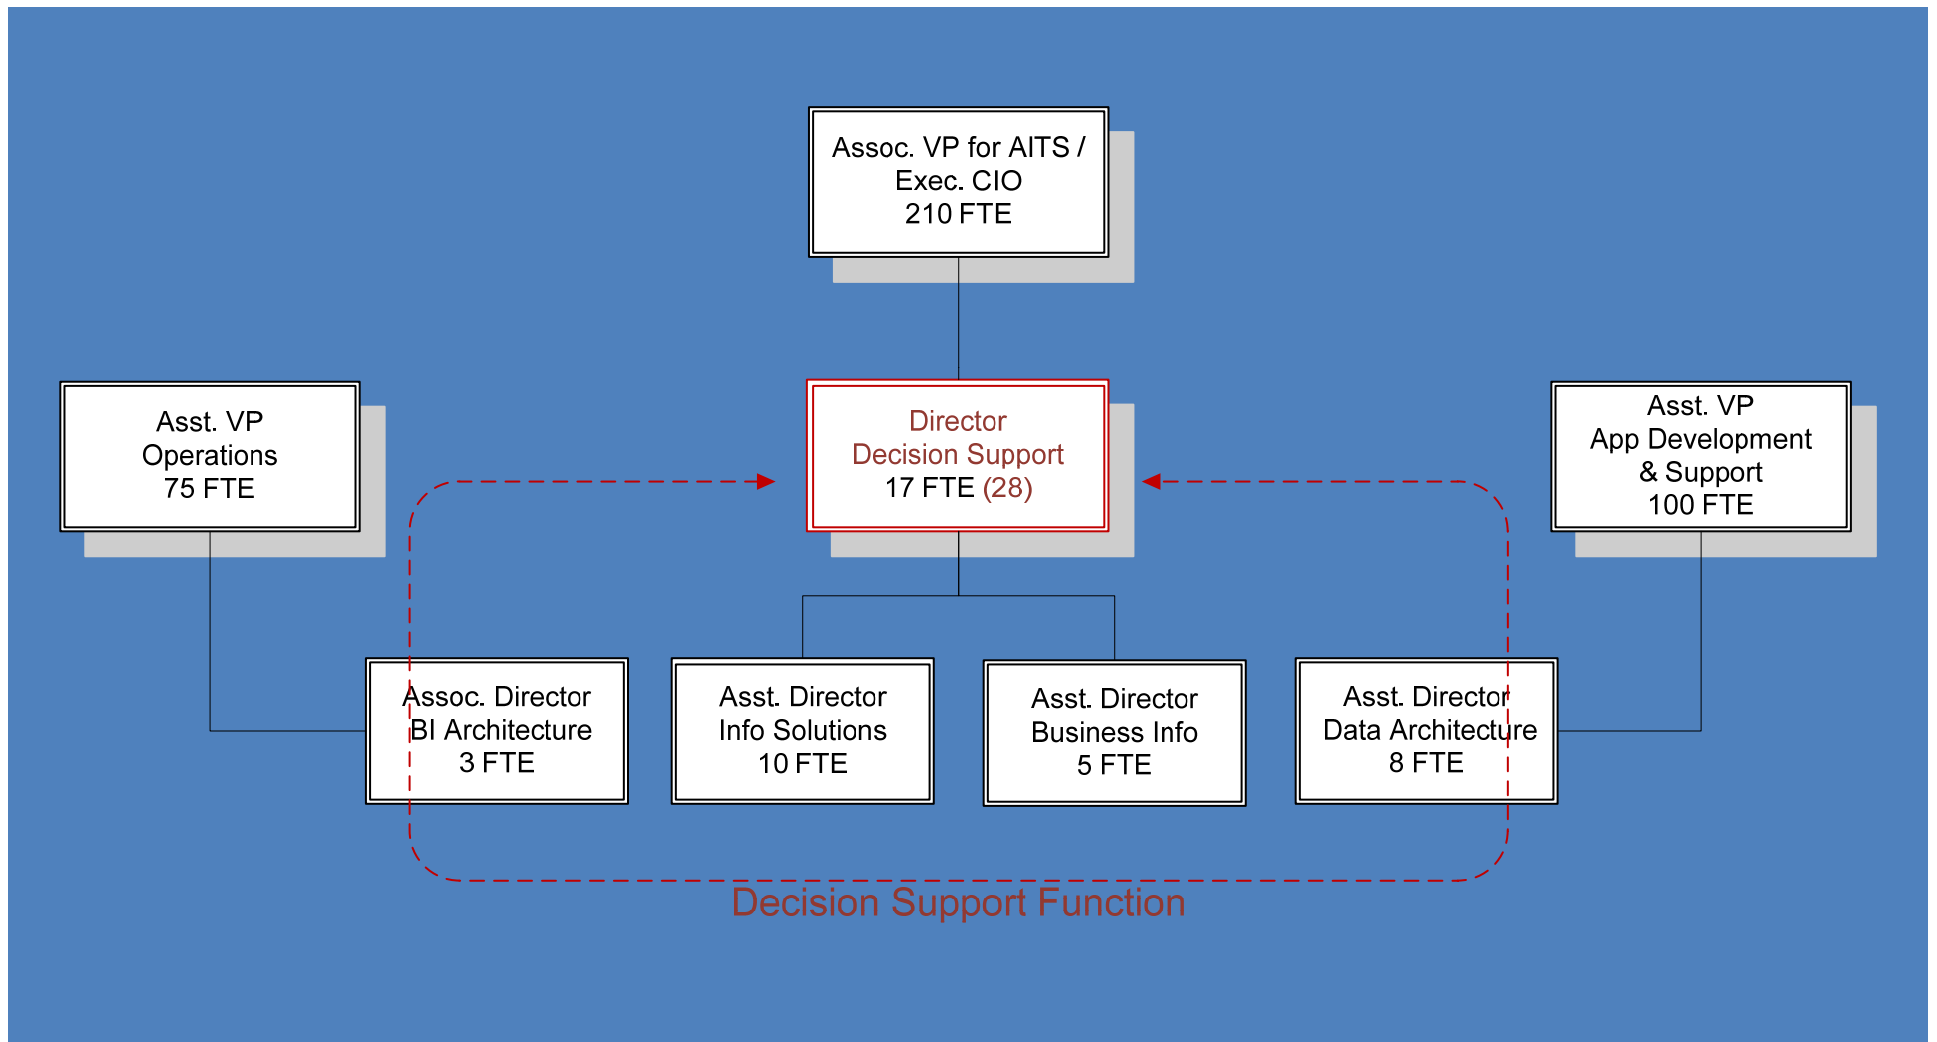 Assoc. VP for AITS /
Exec. CIO
210 FTE
Asst. VP
Operations
75 FTE
Director
Decision Support
17 FTE (28)
Asst. VP
App Development
& Support
100 FTE
Assoc. Director
BI Architecture
3 FTE
Asst. Director
Info Solutions
10 FTE
Asst. Director
Business Info
5 FTE
Asst. Director
Data Architecture
8 FTE
Decision Support Function